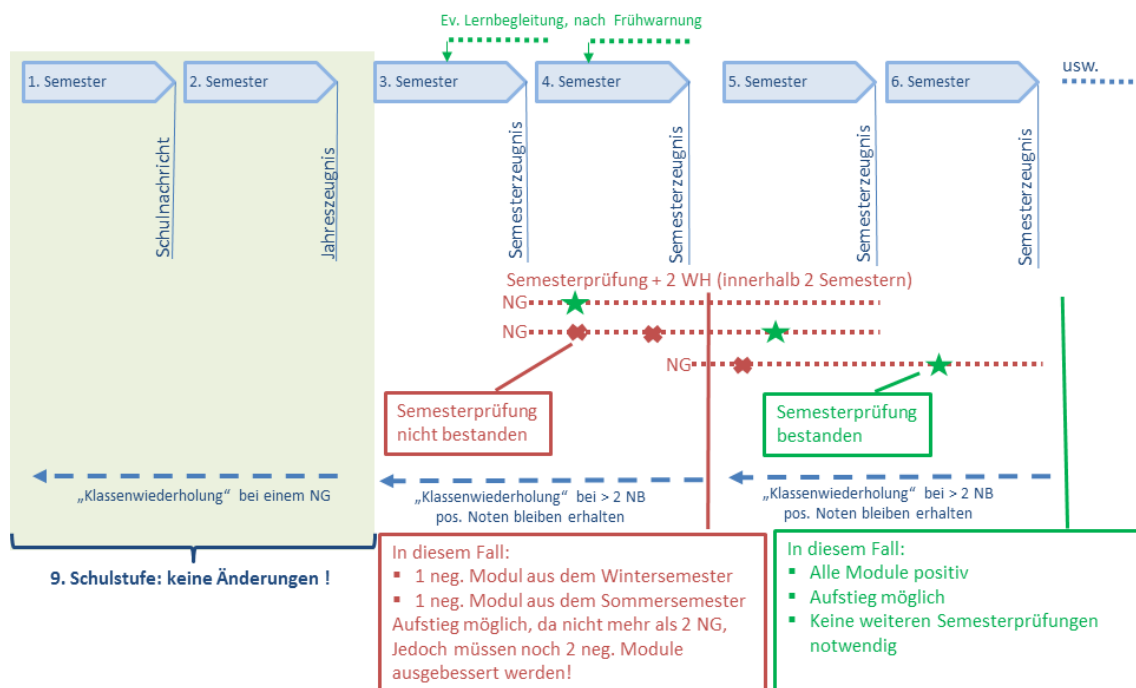 Ev. Lernbegleitung, nach Frühwarnung
1. Semester
2. Semester
3. Semester
4. Semester
5. Semester
6. Semester
usw.
Schulnachricht
Jahreszeugnis
Semesterzeugnis
Semesterzeugnis
Semesterzeugnis
Semesterzeugnis
Semesterprüfung + 2 WH (innerhalb 2 Semestern)
NG
NG
NG
Semesterprüfung
nicht bestanden
Semesterprüfung
bestanden
„Klassenwiederholung“ bei einem NG
„Klassenwiederholung“ bei > 2 NB
pos. Noten bleiben erhalten
„Klassenwiederholung“ bei > 2 NB
pos. Noten bleiben erhalten
9. Schulstufe: keine Änderungen !
In diesem Fall:
▪ 1 neg. Modul aus dem Wintersemester
▪ 1 neg. Modul aus dem Sommersemester
Aufstieg möglich, da nicht mehr als 2 NG,
Jedoch müssen noch 2 neg. Module
ausgebessert werden!
In diesem Fall:
▪ Alle Module positiv
▪ Aufstieg möglich
▪ Keine weiteren Semesterprüfungen
notwendig